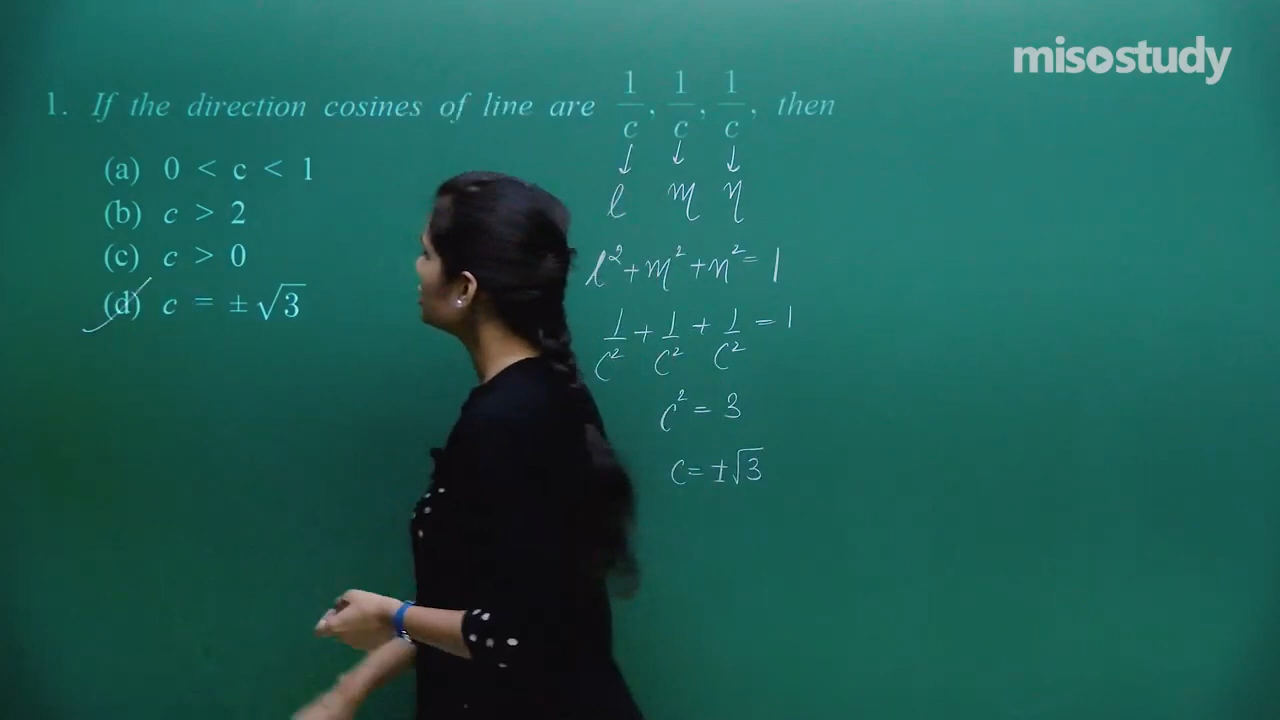 misostudy
1. If the direction cosines of line are 1/c, 1/c, 1/c, then
(a) 0 < c < 1
(b) c > 2
(c) c > 0
(d) c = ± √3
↓ ↓ ↓
l m n
l² + m² + n² = 1
1/c² + 1/c² + 1/c² = 1
c² = 3
c = ±√3